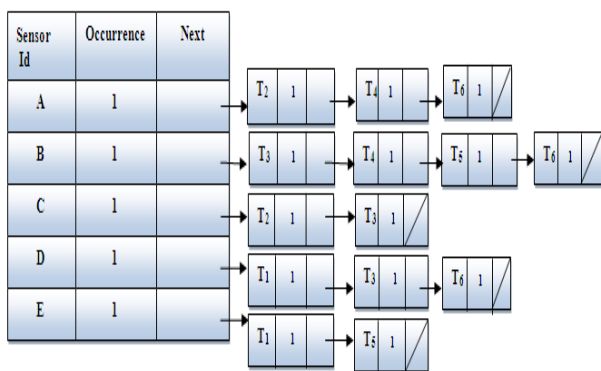 Sensor Id Occurrence Next
A 1 T2 1 T4 1 T6 1
B 1 T3 1 T4 1 T5 1 T6 1
C 1 T2 1 T3 1
D 1 T1 1 T3 1 T6 1
E 1 T1 1 T5 1